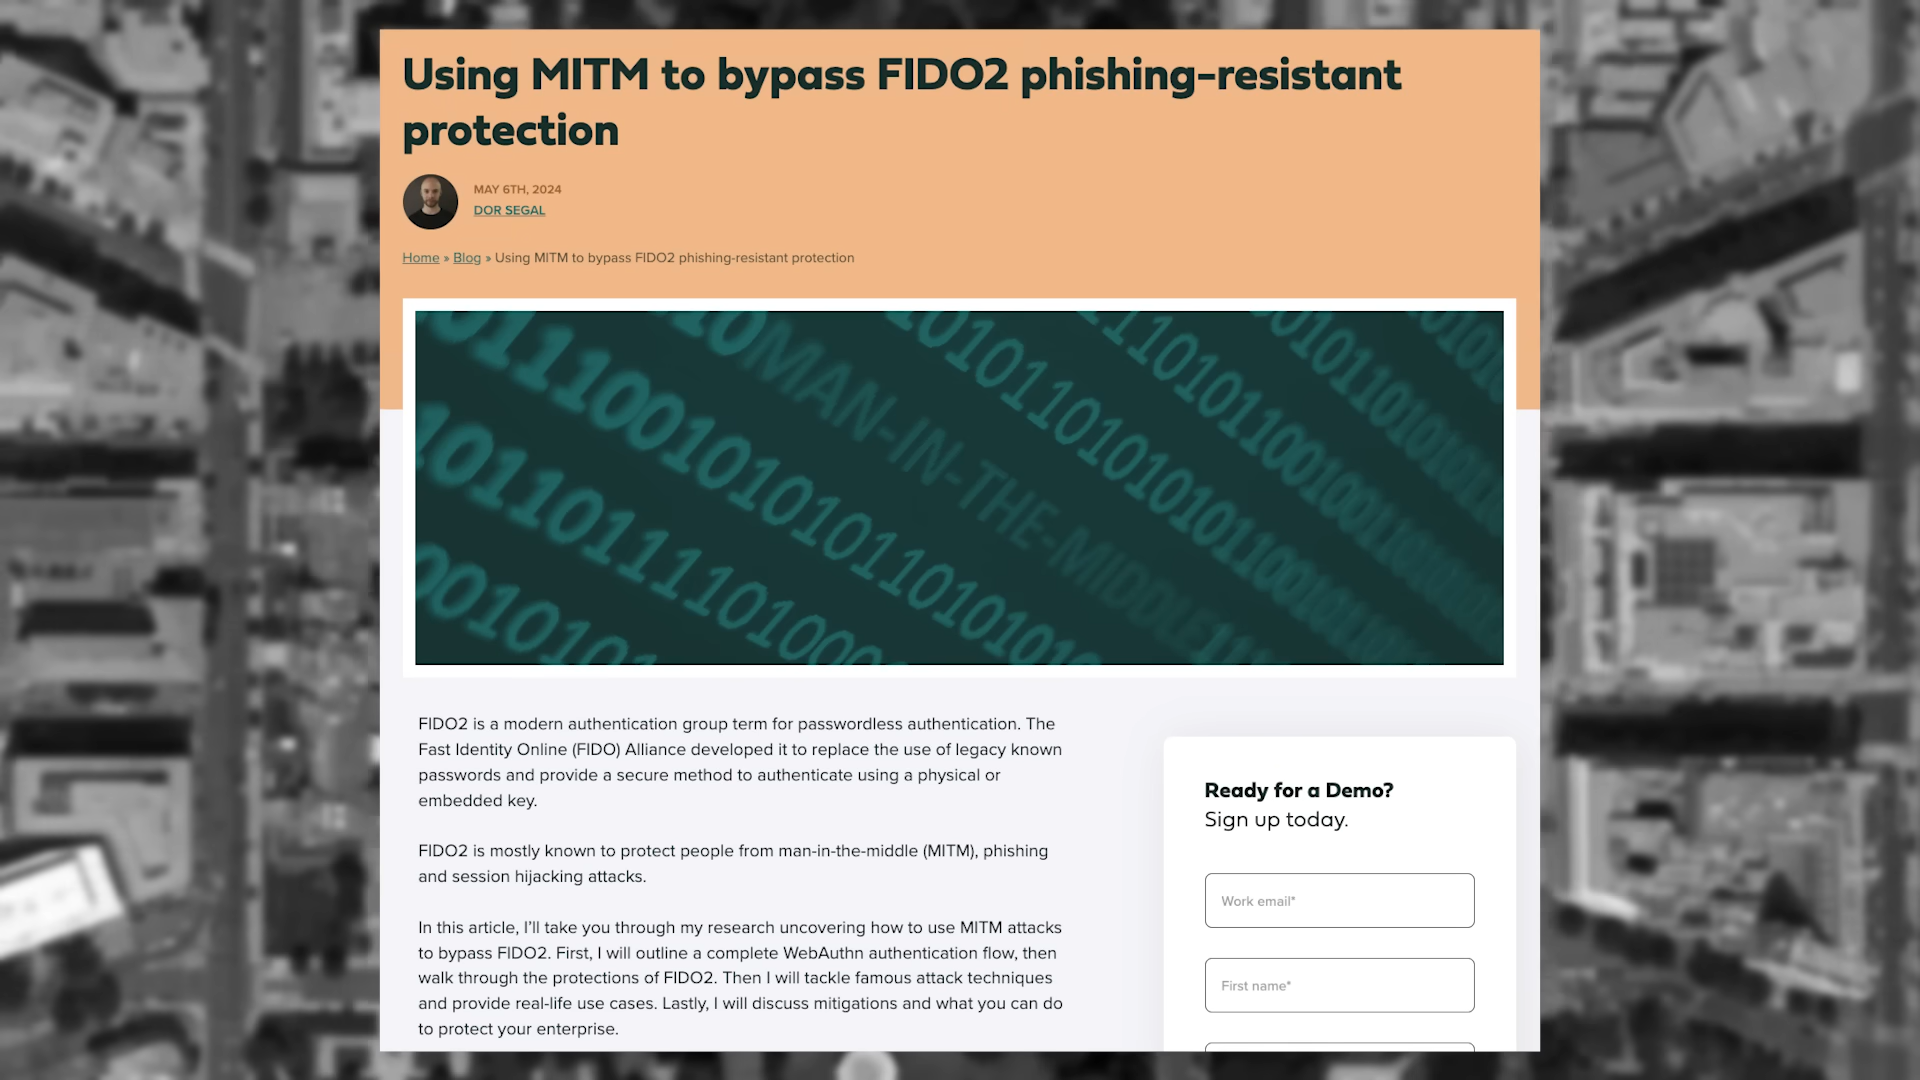 Using MITM to bypass FIDO2 phishing-resistant
protection
MAY 6TH, 2024
DOR SEGAL
Home » Blog » Using MITM to bypass FIDO2 phishing-resistant protection
MAN-IN-THE-MIDDLE
FIDO2 is a modern authentication group term for passwordless authentication. The
Fast Identity Online (FIDO) Alliance developed it to replace the use of legacy known
passwords and provide a secure method to authenticate using a physical or
embedded key.
FIDO2 is mostly known to protect people from man-in-the-middle (MITM), phishing
and session hijacking attacks.
In this article, I’ll take you through my research uncovering how to use MITM attacks
to bypass FIDO2. First, I will outline a complete WebAuthn authentication flow, then
walk through the protections of FIDO2. Then I will tackle famous attack techniques
and provide real-life use cases. Lastly, I will discuss mitigations and what you can do
to protect your enterprise.
Ready for a Demo?
Sign up today.
Work email*
First name*